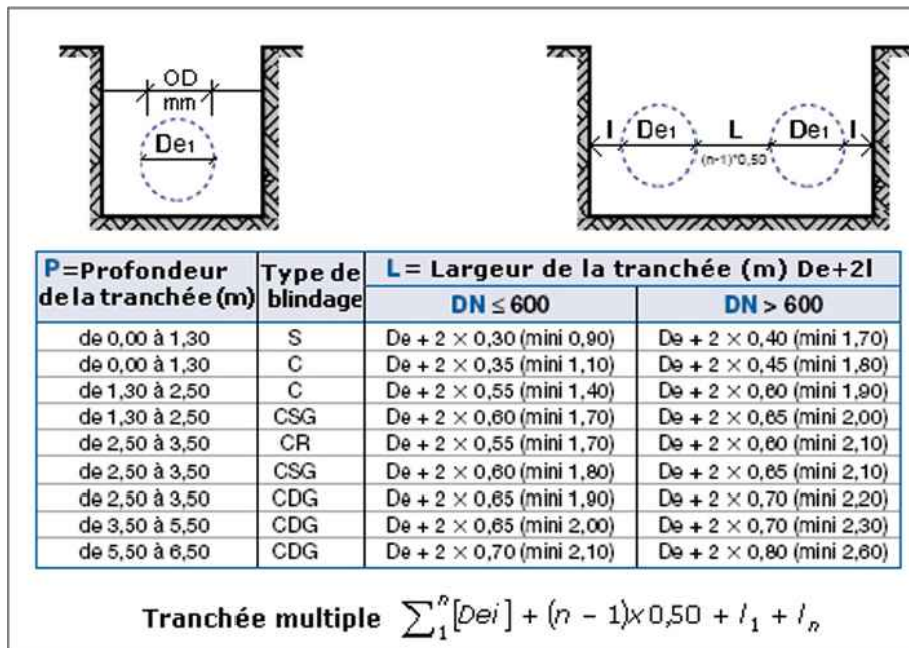 OD
mm
De1
l De1 L De1 l
(n-1)*0,50
P=Profondeur de la tranchée (m) Type de blindage L= Largeur de la tranchée (m) De+2l
DN ≤ 600 DN > 600
de 0,00 à 1,30 S De + 2 × 0,30 (mini 0,90) De + 2 × 0,40 (mini 1,70)
de 0,00 à 1,30 C De + 2 × 0,35 (mini 1,10) De + 2 × 0,45 (mini 1,80)
de 1,30 à 2,50 C De + 2 × 0,55 (mini 1,40) De + 2 × 0,60 (mini 1,90)
de 1,30 à 2,50 CSG De + 2 × 0,60 (mini 1,70) De + 2 × 0,65 (mini 2,00)
de 2,50 à 3,50 CR De + 2 × 0,55 (mini 1,70) De + 2 × 0,60 (mini 2,10)
de 2,50 à 3,50 CSG De + 2 × 0,60 (mini 1,80) De + 2 × 0,65 (mini 2,10)
de 2,50 à 3,50 CDG De + 2 × 0,65 (mini 1,90) De + 2 × 0,70 (mini 2,20)
de 3,50 à 5,50 CDG De + 2 × 0,65 (mini 2,00) De + 2 × 0,70 (mini 2,30)
de 5,50 à 6,50 CDG De + 2 × 0,70 (mini 2,10) De + 2 × 0,80 (mini 2,60)
Tranchée multiple ∑₁ⁿ[Dei] + (n − 1)×0,50 + l₁ + lₙ